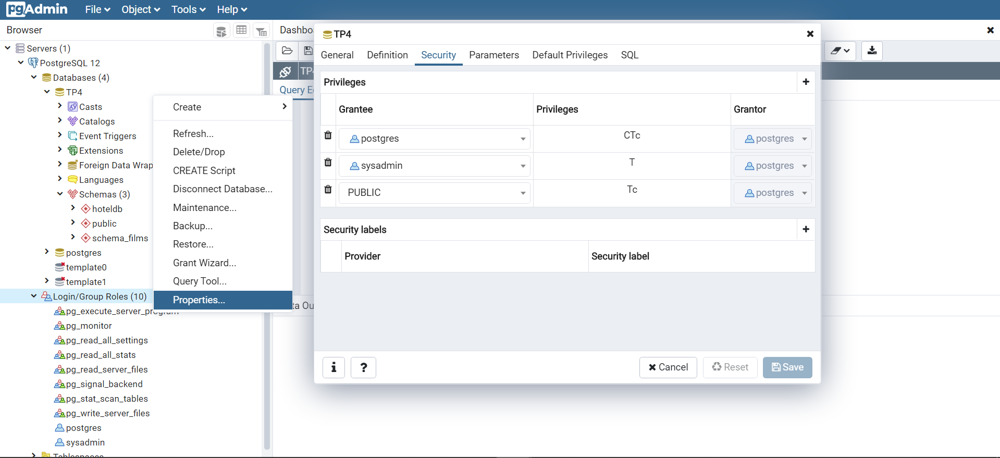 pgAdmin File Object Tools Help
Browser
Servers (1)
PostgreSQL 12
Databases (4)
TP4
Casts
Catalogs
Event Triggers
Extensions
Foreign Data Wrap
Languages
Schemas (3)
hoteldb
public
schema_films
postgres
template0
template1
Login/Group Roles (10)
pg_execute_server_program
pg_monitor
pg_read_all_settings
pg_read_all_stats
pg_read_server_files
pg_signal_backend
pg_stat_scan_tables
pg_write_server_files
postgres
sysadmin
Tablespaces
Create
Refresh...
Delete/Drop
CREATE Script
Disconnect Database...
Maintenance...
Backup...
Restore...
Grant Wizard...
Query Tool...
Properties...
Dashbo
TP4
Query E
ta Ou
TP4
General Definition Security Parameters Default Privileges SQL
Privileges
Grantee Privileges Grantor
postgres CTc postgres
sysadmin T postgres
PUBLIC Tc postgres
Security labels
Provider Security label
i ? Cancel Reset Save